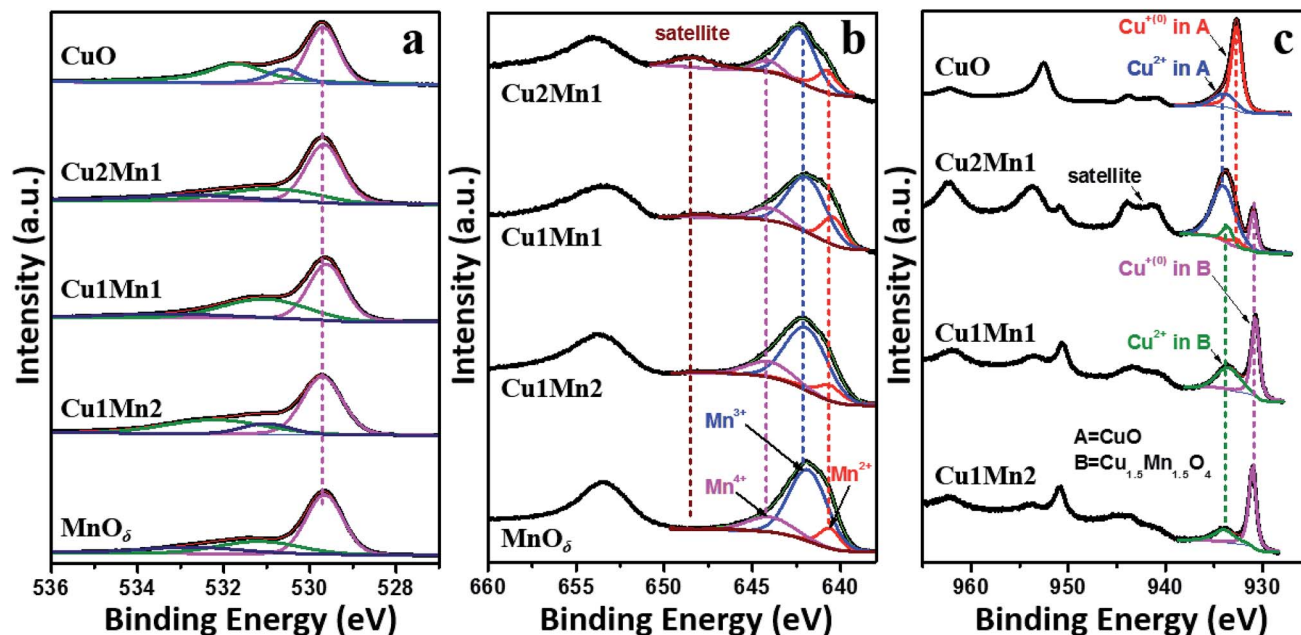 a
CuO
Cu2Mn1
Cu1Mn1
Cu1Mn2
MnOδ
Intensity (a.u.)
536 534 532 530 528
Binding Energy (eV)
b
satellite
Cu2Mn1
Cu1Mn1
Cu1Mn2
Mn³⁺
Mn⁴⁺
Mn²⁺
MnOδ
Intensity (a.u.)
660 655 650 645 640
Binding Energy (eV)
c
Cu⁺⁽⁰⁾ in A
Cu²⁺ in A
CuO
Cu2Mn1
satellite
Cu⁺⁽⁰⁾ in B
Cu1Mn1
Cu²⁺ in B
A=CuO
B=Cu₁.₅Mn₁.₅O₄
Cu1Mn2
Intensity (a.u.)
960 950 940 930
Binding Energy (eV)